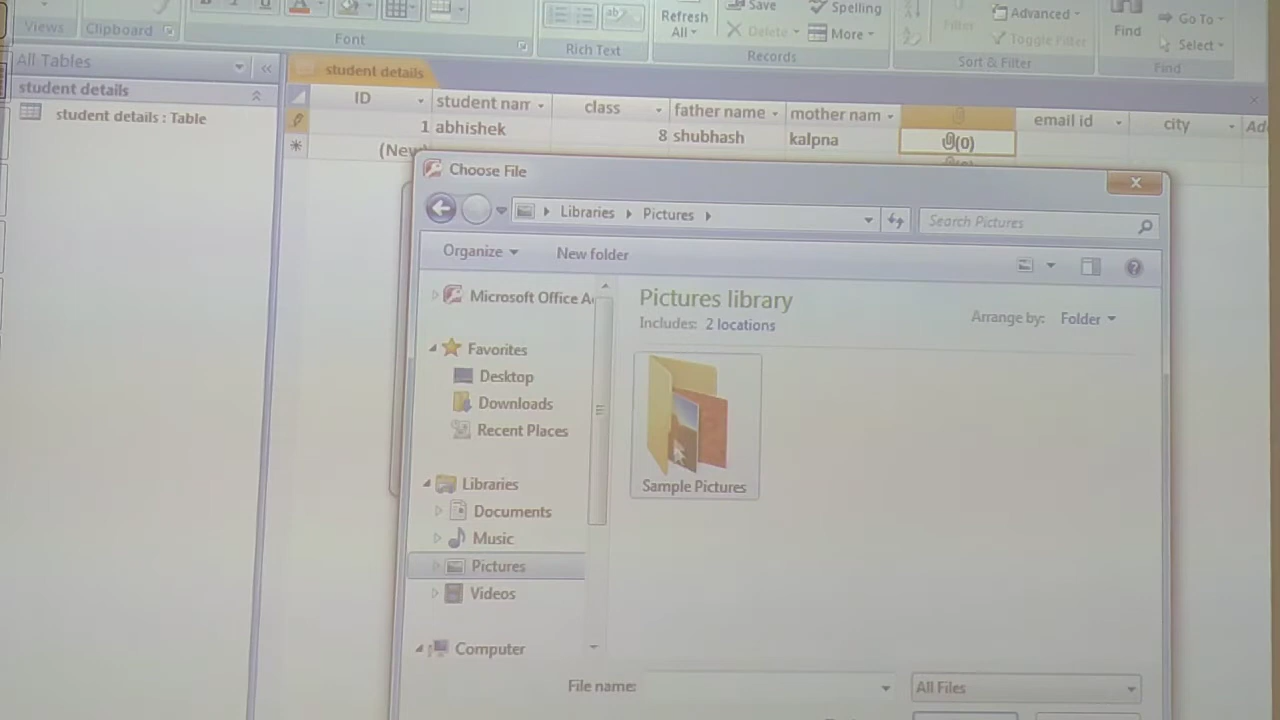 Views
Clipboard
Font
Rich Text
Refresh
All
Save
Delete
Spelling
More
Records
Filter
Advanced
Toggle Filter
Sort & Filter
Find
Go To
Select
Find
All Tables
student details
student details : Table
student details
ID student nam class father name mother nam email id city Ad
1 abhishek 8 shubhash kalpna (0)
(New)
Choose File
Libraries Pictures
Search Pictures
Organize New folder
Microsoft Office Ac
Favorites
Desktop
Downloads
Recent Places
Libraries
Documents
Music
Pictures
Videos
Computer
Pictures library
Includes: 2 locations
Arrange by: Folder
Sample Pictures
File name:
All Files